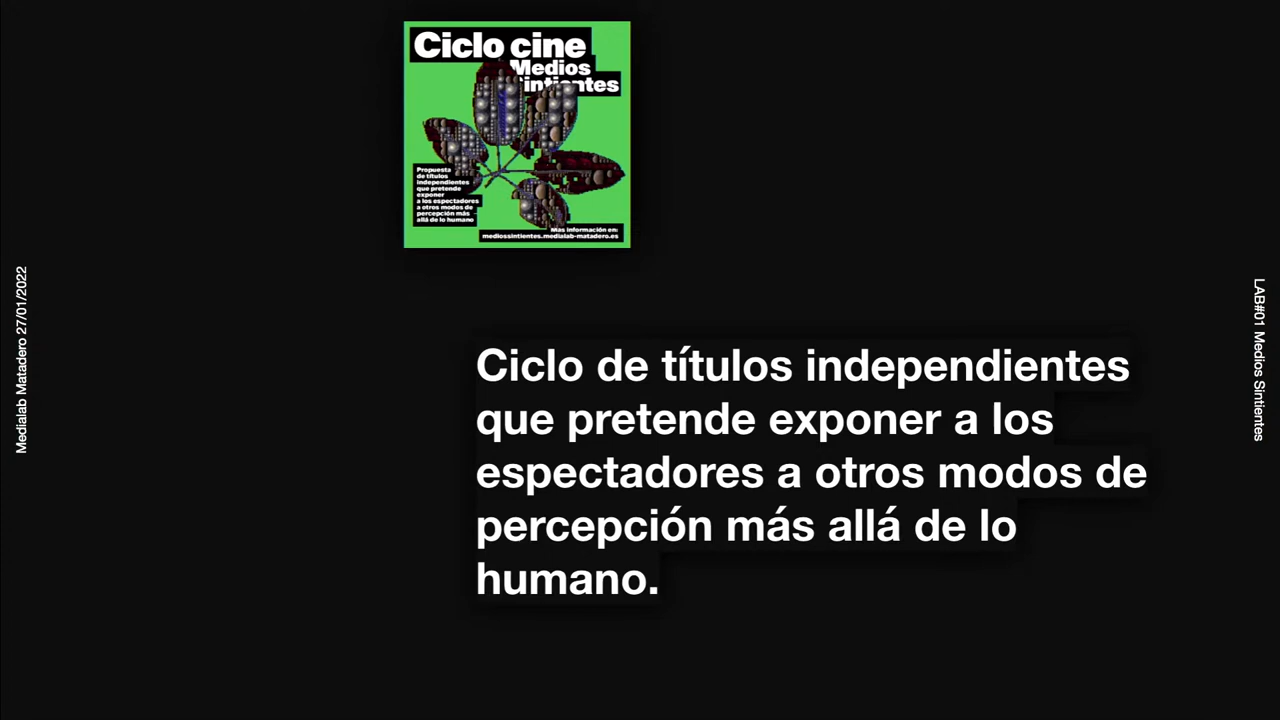 Ciclo cine
Medios
Sintientes
Propuesta
de títulos
independientes
que pretende
exponer
a los espectadores
a otros modos de
percepción más
allá de lo humano
Más información en:
mediossintientes.medialab-matadero.es
Medialab Matadero 27/01/2022
Ciclo de títulos independientes
que pretende exponer a los
espectadores a otros modos de
percepción más allá de lo
humano.
LAB#01 Medios Sintientes